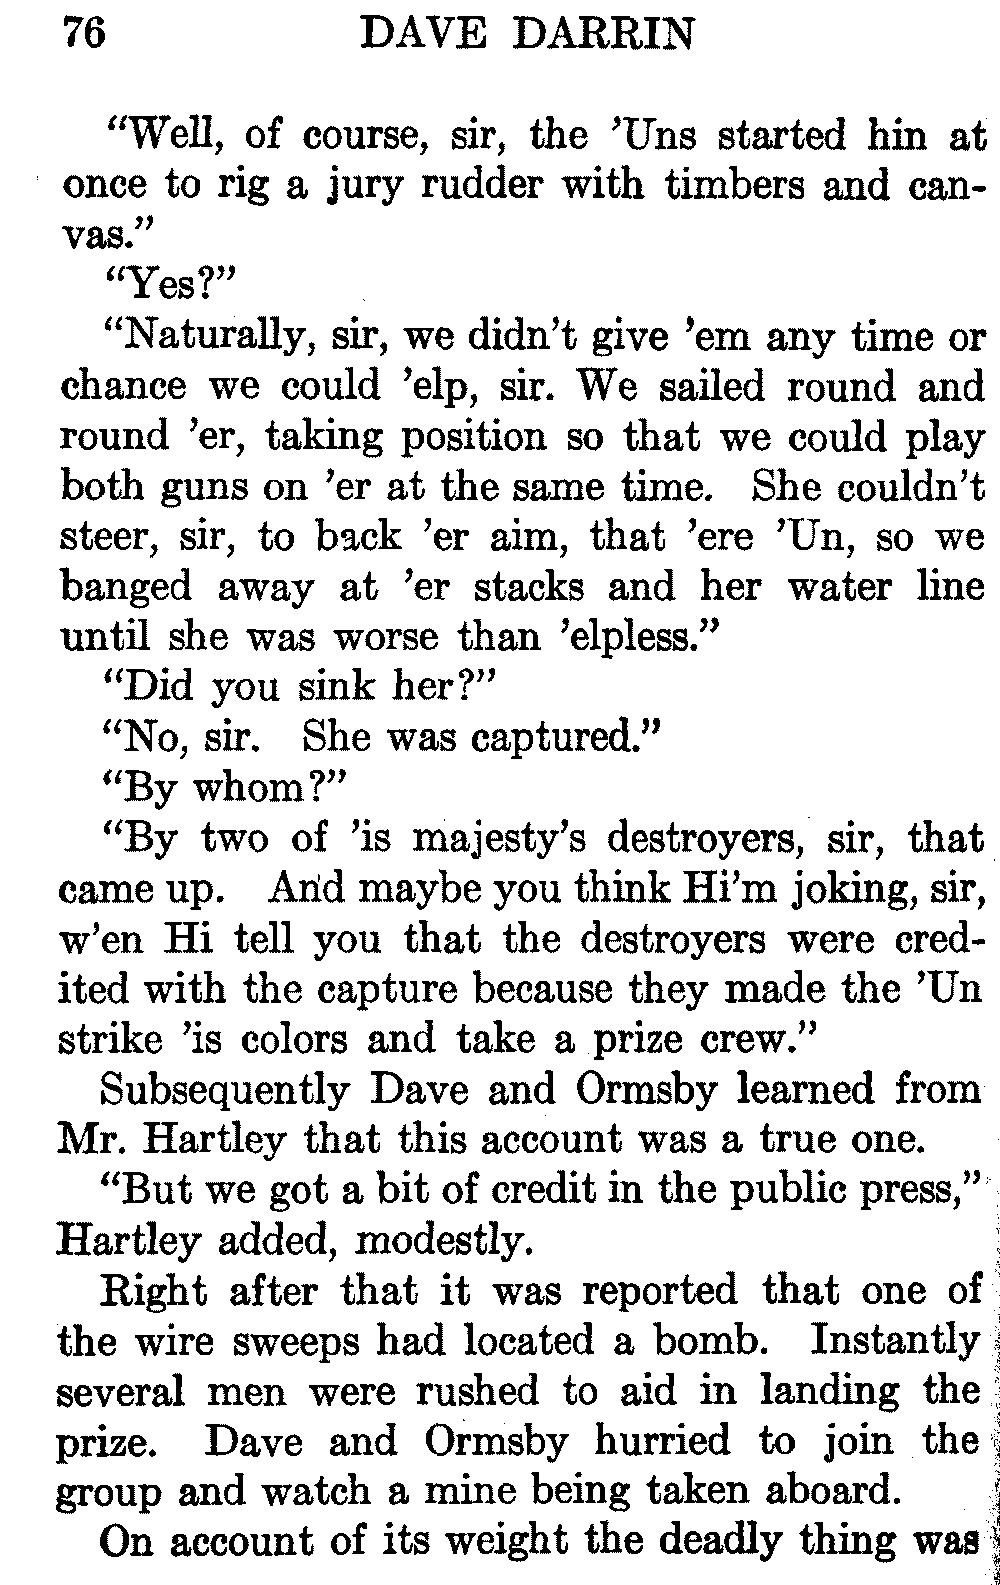 76 DAVE DARRIN
“Well, of course, sir, the ’Uns started hin at
once to rig a jury rudder with timbers and can-
vas.”
“Yes?”
“Naturally, sir, we didn’t give ’em any time or
chance we could ’elp, sir. We sailed round and
round ’er, taking position so that we could play
both guns on ’er at the same time. She couldn’t
steer, sir, to back ’er aim, that ’ere ’Un, so we
banged away at ’er stacks and her water line
until she was worse than ’elpless.”
“Did you sink her?”
“No, sir. She was captured.”
“By whom?”
“By two of ’is majesty’s destroyers, sir, that
came up. And maybe you think Hi’m joking, sir,
w’en Hi tell you that the destroyers were cred-
ited with the capture because they made the ’Un
strike ’is colors and take a prize crew.”
Subsequently Dave and Ormsby learned from
Mr. Hartley that this account was a true one.
“But we got a bit of credit in the public press,”
Hartley added, modestly.
Right after that it was reported that one of
the wire sweeps had located a bomb. Instantly
several men were rushed to aid in landing the
prize. Dave and Ormsby hurried to join the
group and watch a mine being taken aboard.
On account of its weight the deadly thing was